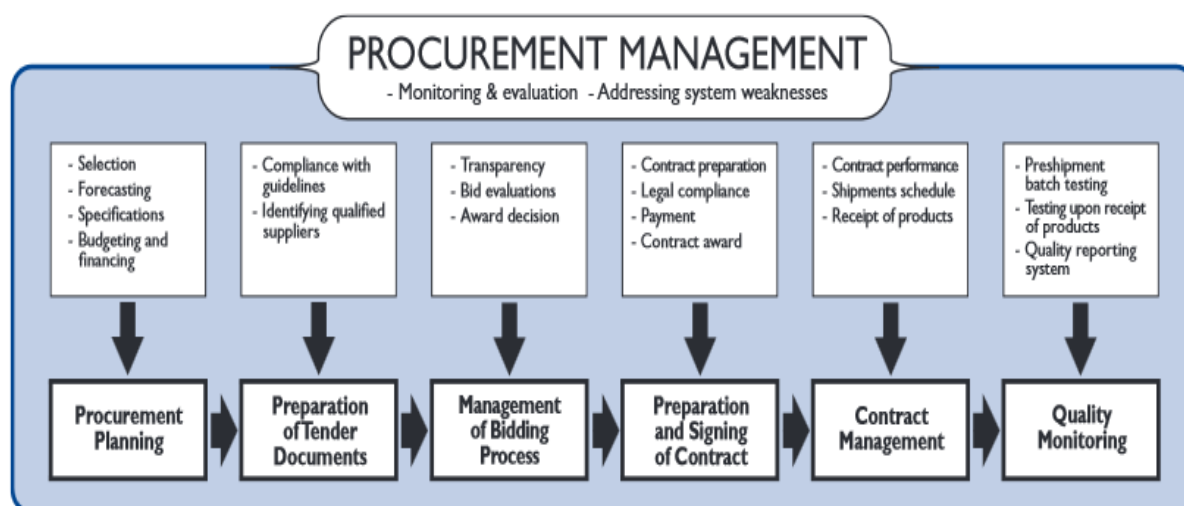 PROCUREMENT MANAGEMENT
- Monitoring & evaluation - Addressing system weaknesses
- Selection
- Forecasting
- Specifications
- Budgeting and
financing
- Compliance with
guidelines
- Identifying qualified
suppliers
- Transparency
- Bid evaluations
- Award decision
- Contract preparation
- Legal compliance
- Payment
- Contract award
- Contract performance
- Shipments schedule
- Receipt of products
- Preshipment
batch testing
- Testing upon receipt
of products
- Quality reporting
system
Procurement
Planning
Preparation
of Tender
Documents
Management
of Bidding
Process
Preparation
and Signing
of Contract
Contract
Management
Quality
Monitoring